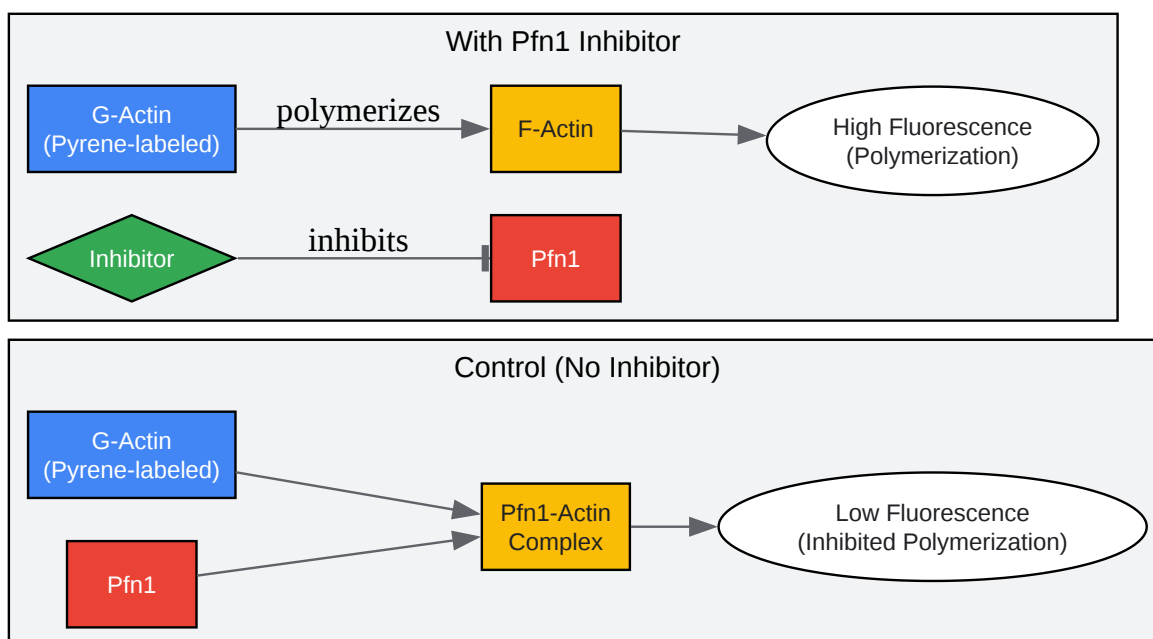 With Pfn1 Inhibitor
G-Actin
(Pyrene-labeled)
polymerizes
F-Actin
High Fluorescence
(Polymerization)
Inhibitor
inhibits
Pfn1
Control (No Inhibitor)
G-Actin
(Pyrene-labeled)
Pfn1
Pfn1-Actin
Complex
Low Fluorescence
(Inhibited Polymerization)